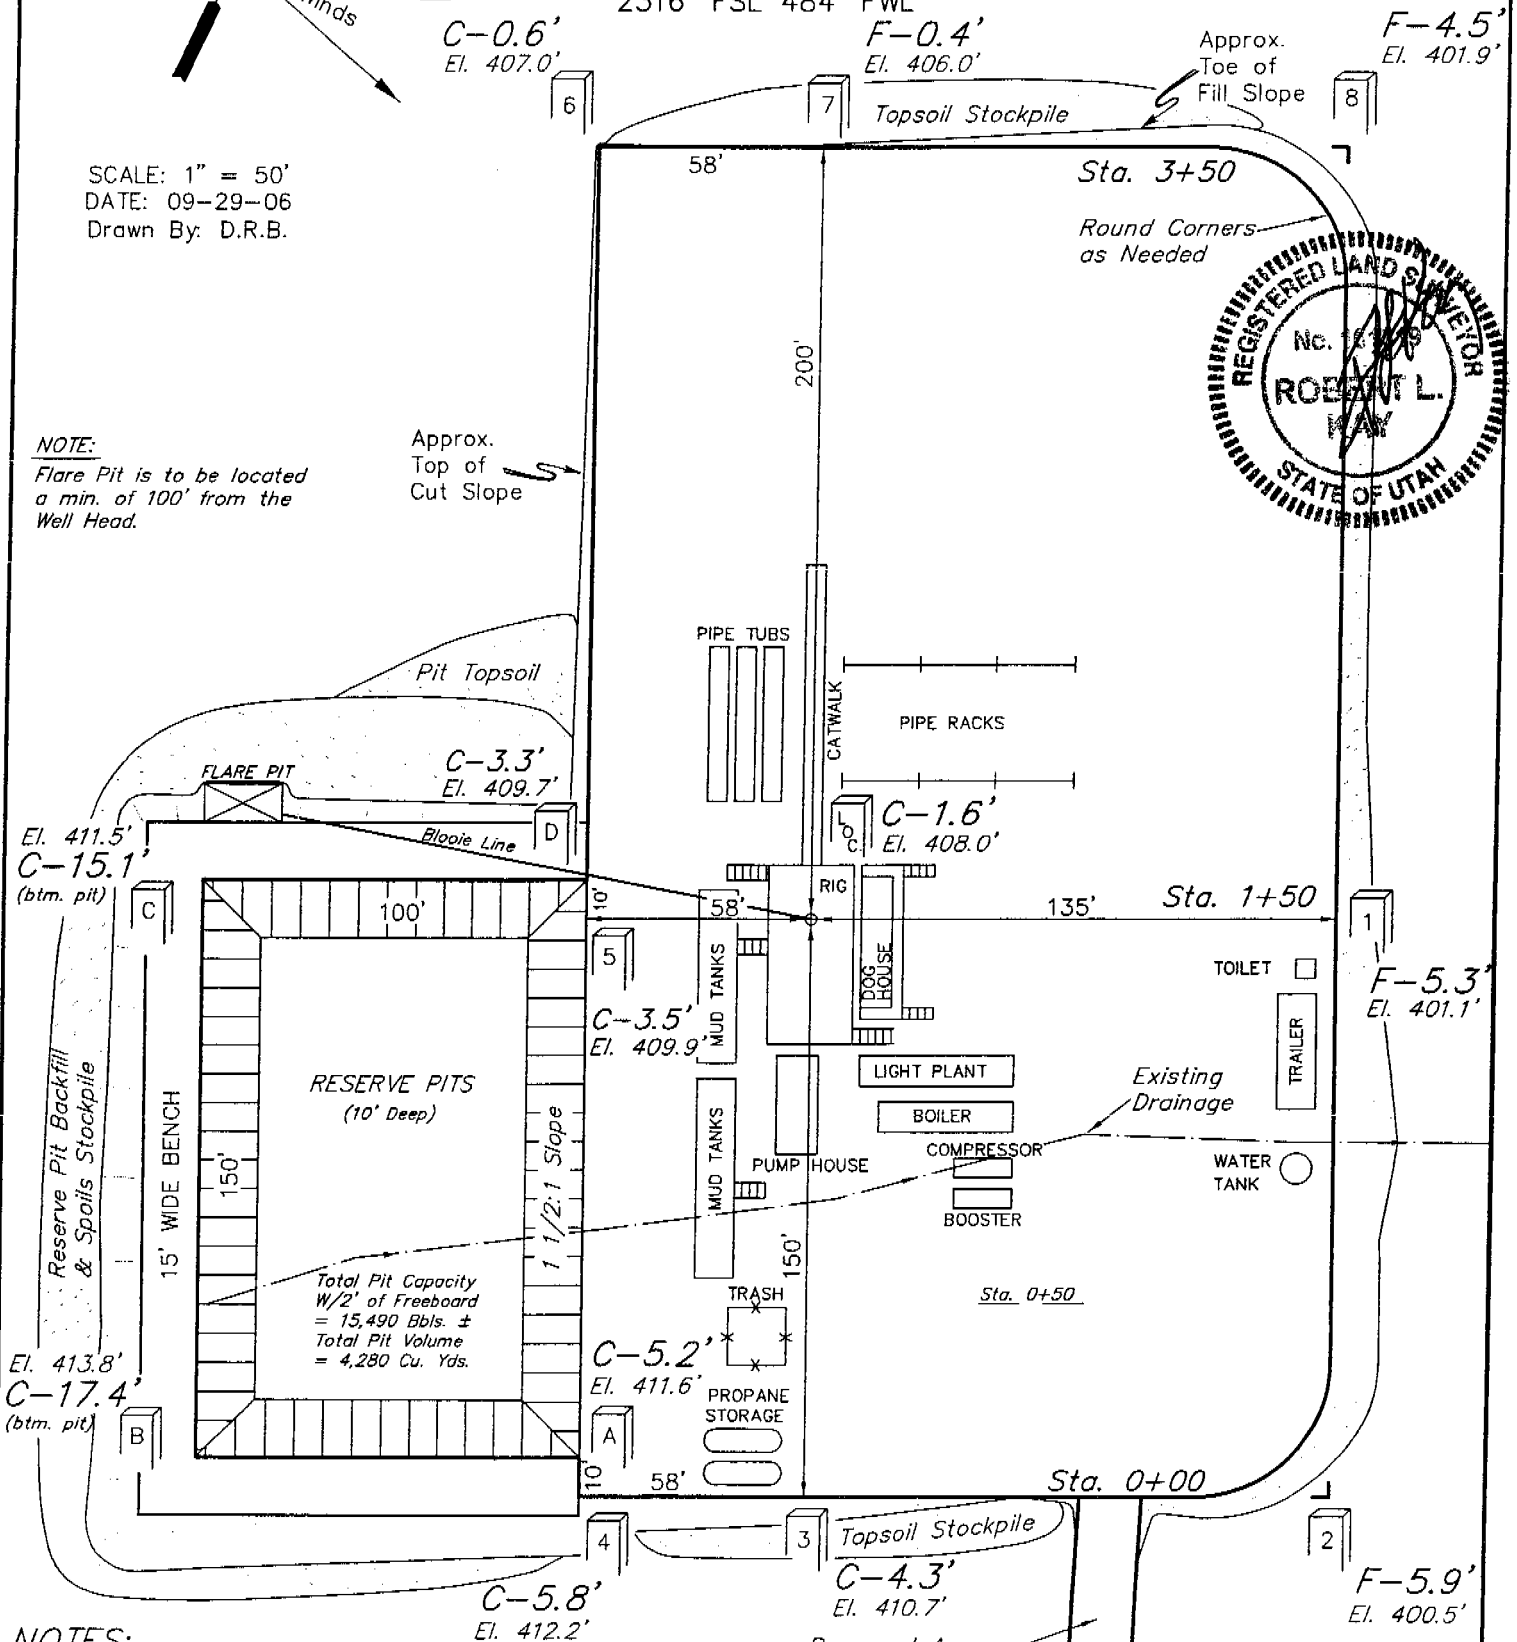 2316' FSL 484' FWL
C-0.6'
El. 407.0'
F-0.4'
El. 406.0'
F-4.5'
El. 401.9'
Approx.
Toe of
Fill Slope
6
7
8
Topsoil Stockpile
58'
Sta. 3+50
SCALE: 1" = 50'
DATE: 09-29-06
Drawn By: D.R.B.
Round Corners
as Needed
REGISTERED LAND SURVEYOR
No.
ROBERT L.
KAY
STATE OF UTAH
200'
NOTE:
Flare Pit is to be located
a min. of 100' from the
Well Head.
Approx.
Top of
Cut Slope
PIPE TUBS
Pit Topsoil
CATWALK
PIPE RACKS
FLARE PIT
C-3.3'
El. 409.7'
D
Blooie Line
LOC.
C-1.6'
El. 408.0'
El. 411.5'
C-15.1'
(btm. pit)
C
100'
10'
58'
RIG
135'
Sta. 1+50
1
5
MUD TANKS
DOG
HOUSE
TOILET
F-5.3'
El. 401.1'
C-3.5'
El. 409.9'
TRAILER
Reserve Pit Backfill
& Spoils Stockpile
15' WIDE BENCH
150'
RESERVE PITS
(10' Deep)
1 1/2:1 Slope
LIGHT PLANT
BOILER
Existing
Drainage
MUD TANKS
PUMP HOUSE
COMPRESSOR
BOOSTER
WATER
TANK
150'
Total Pit Capacity
W/2' of Freeboard
= 15,490 Bbls. ±
Total Pit Volume
= 4,280 Cu. Yds.
TRASH
Sta. 0+50
El. 413.8'
C-17.4'
(btm. pit)
B
C-5.2'
El. 411.6'
A
PROPANE
STORAGE
10'
58'
Sta. 0+00
4
3
Topsoil Stockpile
2
C-5.8'
El. 412.2'
C-4.3'
El. 410.7'
F-5.9'
El. 400.5'
NOTES: